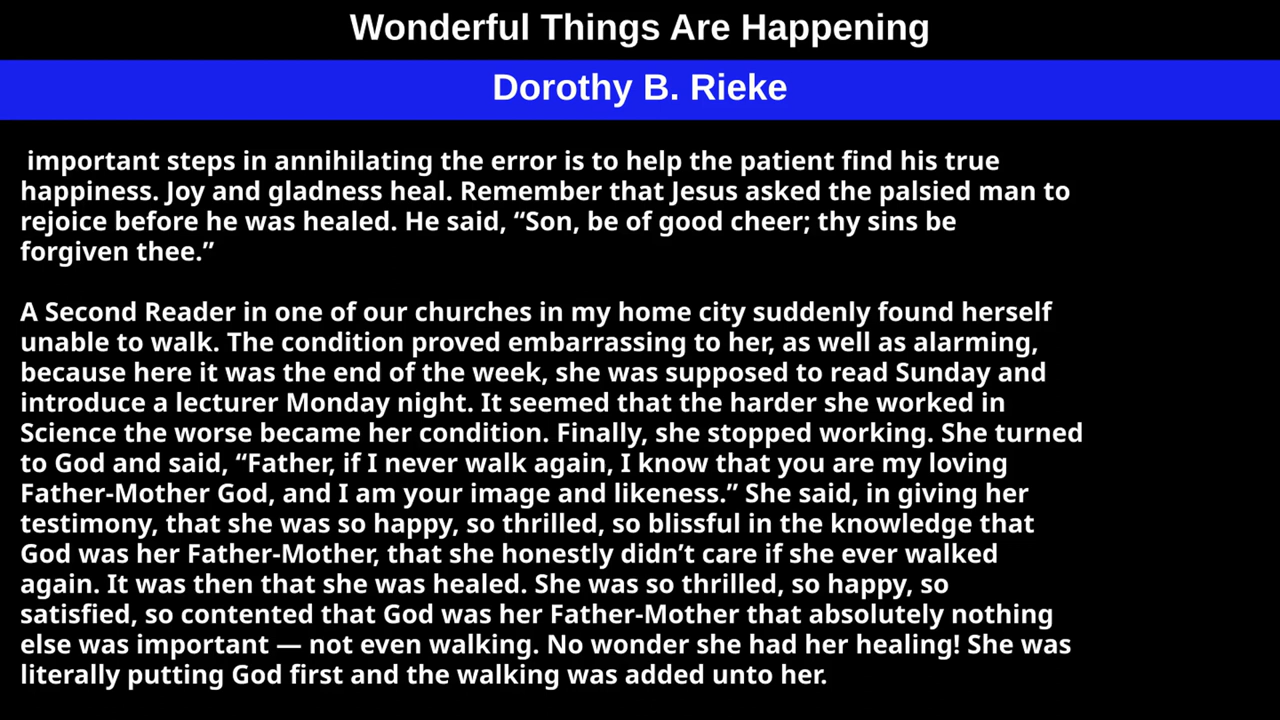 Wonderful Things Are Happening
Dorothy B. Rieke
important steps in annihilating the error is to help the patient find his true
happiness. Joy and gladness heal. Remember that Jesus asked the palsied man to
rejoice before he was healed. He said, “Son, be of good cheer; thy sins be
forgiven thee.”
A Second Reader in one of our churches in my home city suddenly found herself
unable to walk. The condition proved embarrassing to her, as well as alarming,
because here it was the end of the week, she was supposed to read Sunday and
introduce a lecturer Monday night. It seemed that the harder she worked in
Science the worse became her condition. Finally, she stopped working. She turned
to God and said, “Father, if I never walk again, I know that you are my loving
Father-Mother God, and I am your image and likeness.” She said, in giving her
testimony, that she was so happy, so thrilled, so blissful in the knowledge that
God was her Father-Mother, that she honestly didn’t care if she ever walked
again. It was then that she was healed. She was so thrilled, so happy, so
satisfied, so contented that God was her Father-Mother that absolutely nothing
else was important — not even walking. No wonder she had her healing! She was
literally putting God first and the walking was added unto her.